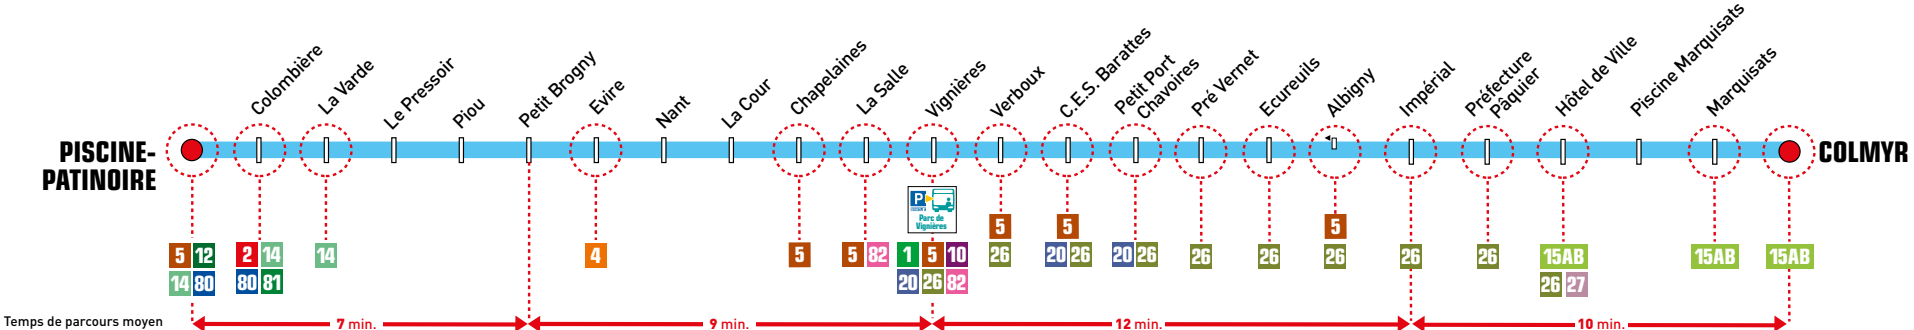 PISCINE-
PATINOIRE
Colombière
La Varde
Le Pressoir
Piou
Petit Brogny
Evire
Nant
La Cour
Chapelaines
La Salle
Vignières
Verboux
C.E.S. Barattes
Petit Port
Chavoires
Pré Vernet
Ecureuils
Albigny
Impérial
Préfecture
Pâquier
Hôtel de Ville
Piscine Marquisats
Marquisats
COLMYR
5 12
14 80
2 14
80 81
14
4
5
5 82
P
Parc de
Vignières
1 5 10
20 26 82
5
26
5
20 26
20 26
26
26
5
26
26
26
15AB
26 27
15AB
15AB
Temps de parcours moyen
7 min.
9 min.
12 min.
10 min.